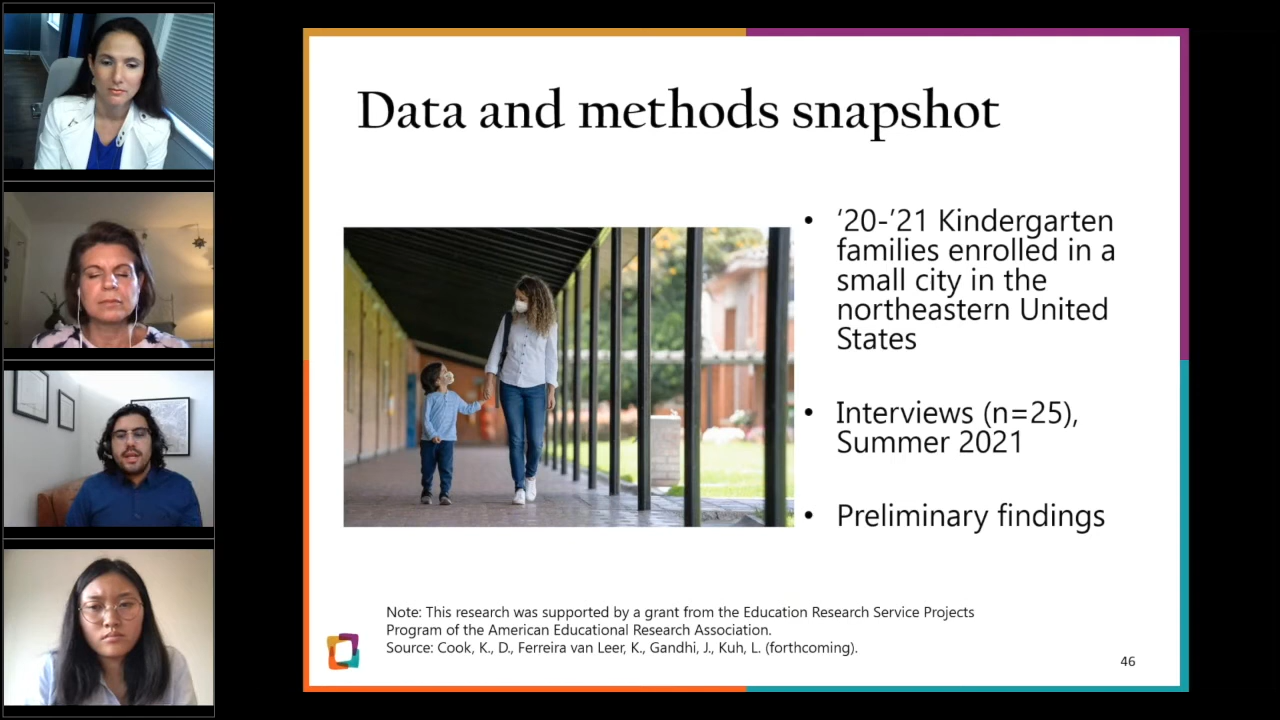 Data and methods snapshot
• ‘20-’21 Kindergarten
families enrolled in a
small city in the
northeastern United
States
• Interviews (n=25),
Summer 2021
• Preliminary findings
Note: This research was supported by a grant from the Education Research Service Projects
Program of the American Educational Research Association.
Source: Cook, K., D., Ferreira van Leer, K., Gandhi, J., Kuh, L. (forthcoming).
46